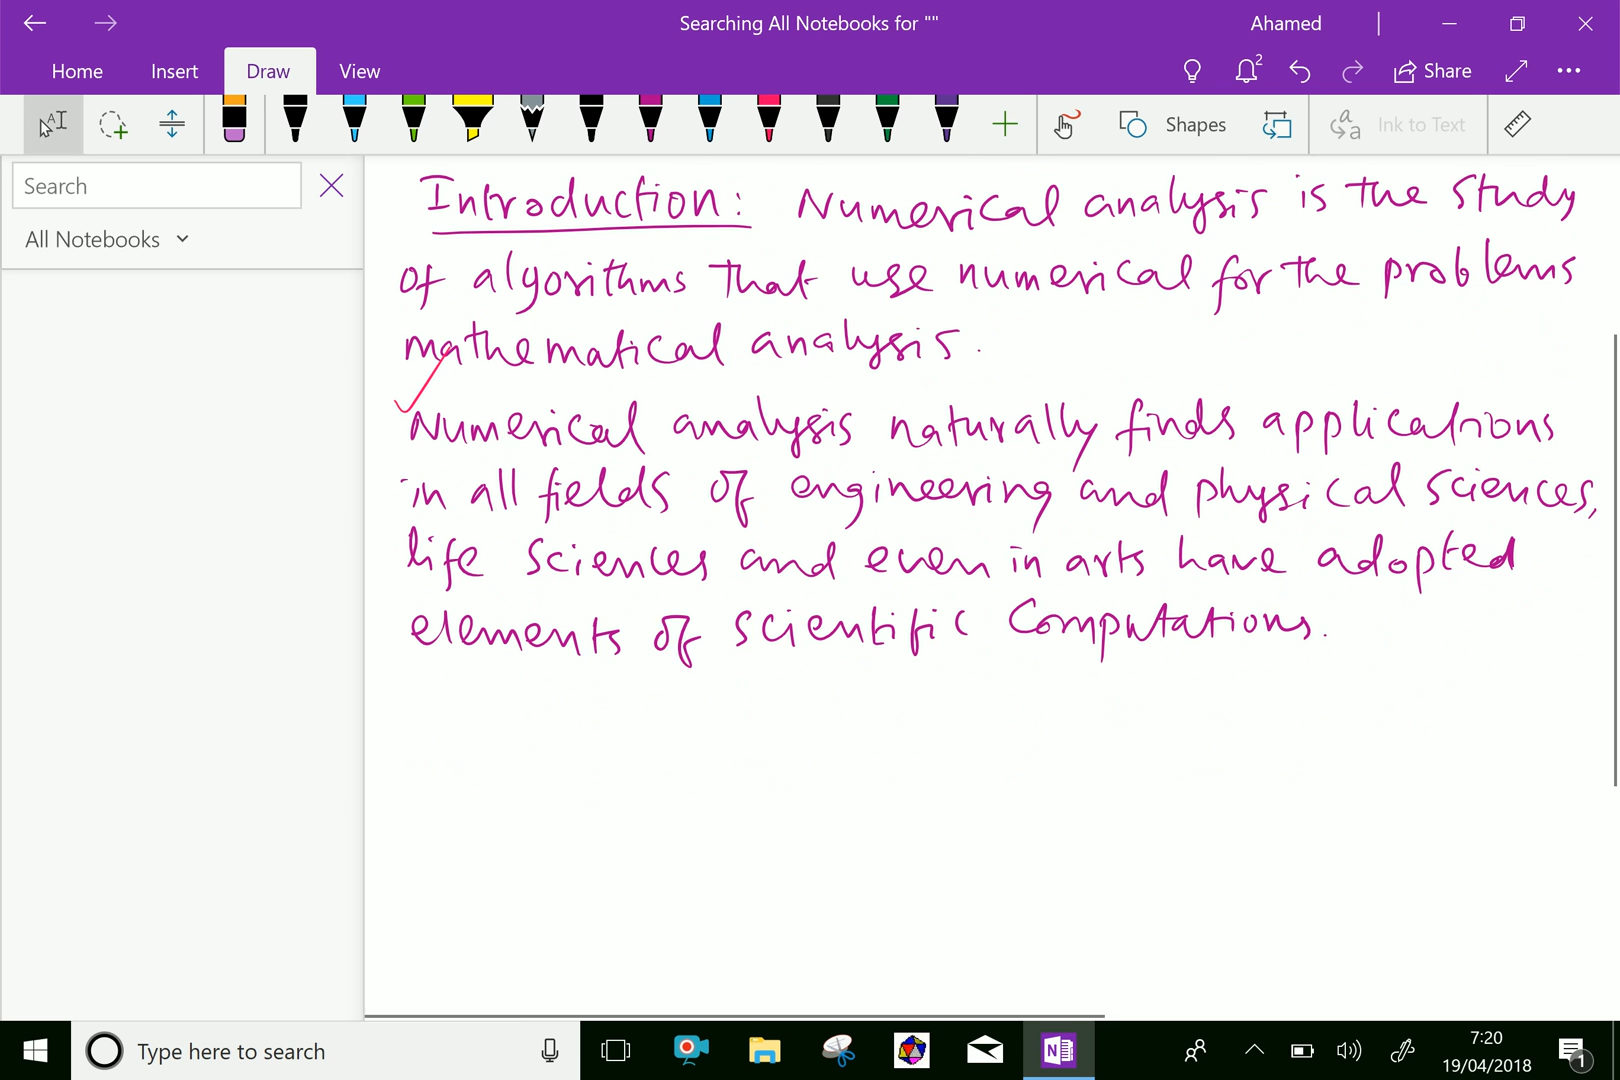 Searching All Notebooks for ""
Ahamed
Home Insert Draw View
2
Share
Shapes
Ink to Text
Search
All Notebooks
Introduction: Numerical analysis is the study
of algorithms that use numerical for the problems
mathematical analysis.
Numerical analysis naturally finds applications
in all fields of engineering and physical sciences,
life sciences and even in arts have adopted
elements of scientific computations.
Type here to search
N
7:20
19/04/2018
1